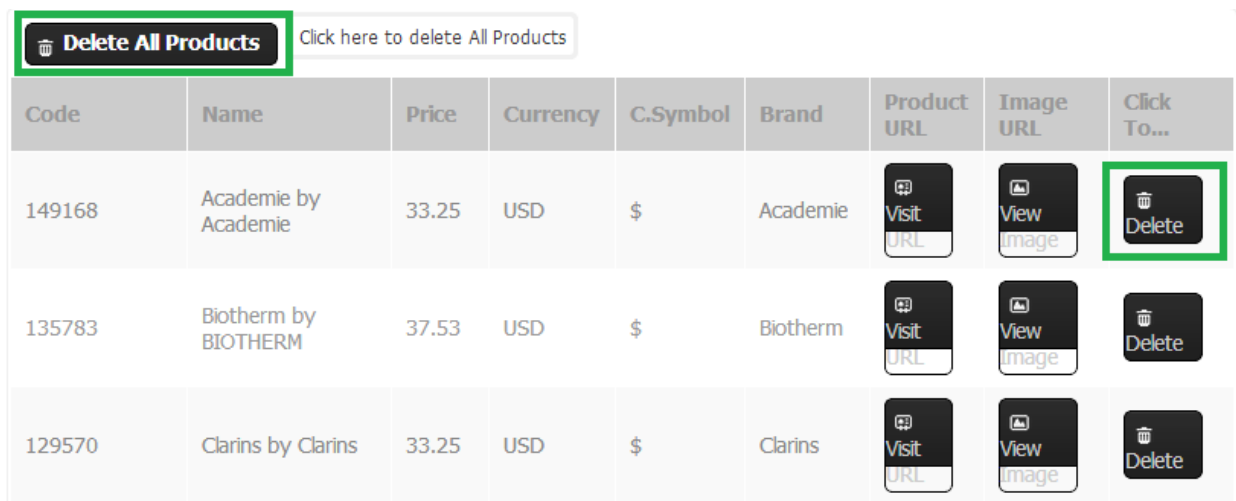 Delete All Products Click here to delete All Products
Code Name Price Currency C.Symbol Brand Product URL Image URL Click To...
149168 Academie by Academie 33.25 USD $ Academie Visit URL View Image Delete
135783 Biotherm by BIOTHERM 37.53 USD $ Biotherm Visit URL View Image Delete
129570 Clarins by Clarins 33.25 USD $ Clarins Visit URL View Image Delete